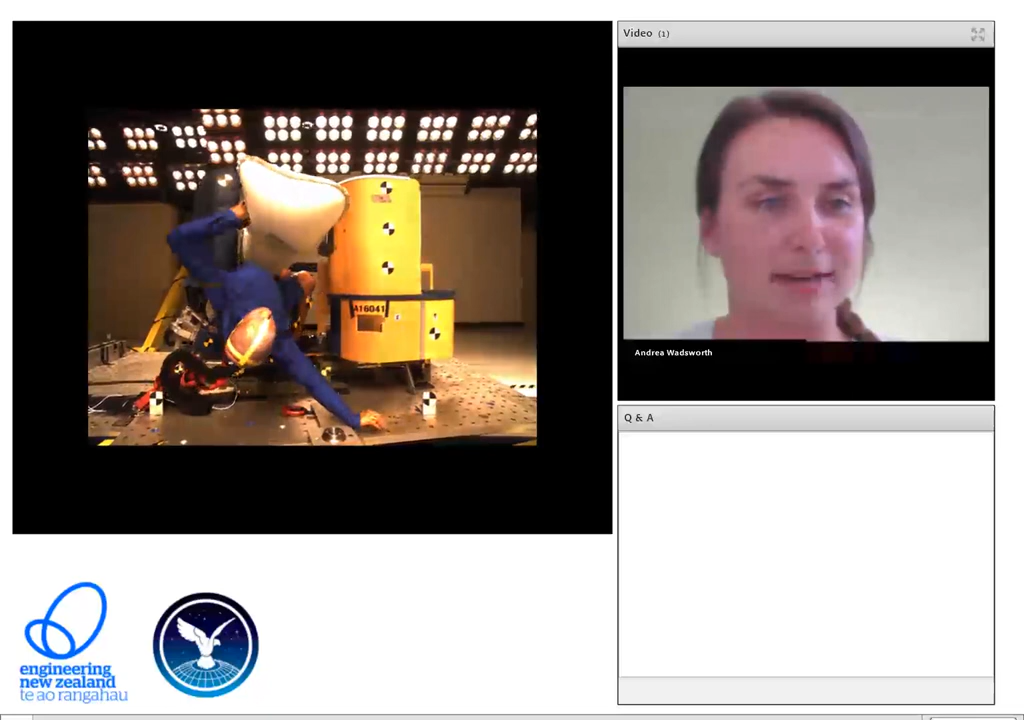 Video (1)
A16041
Andrea Wadsworth
Q & A
engineering
new zealand
te ao rangahau